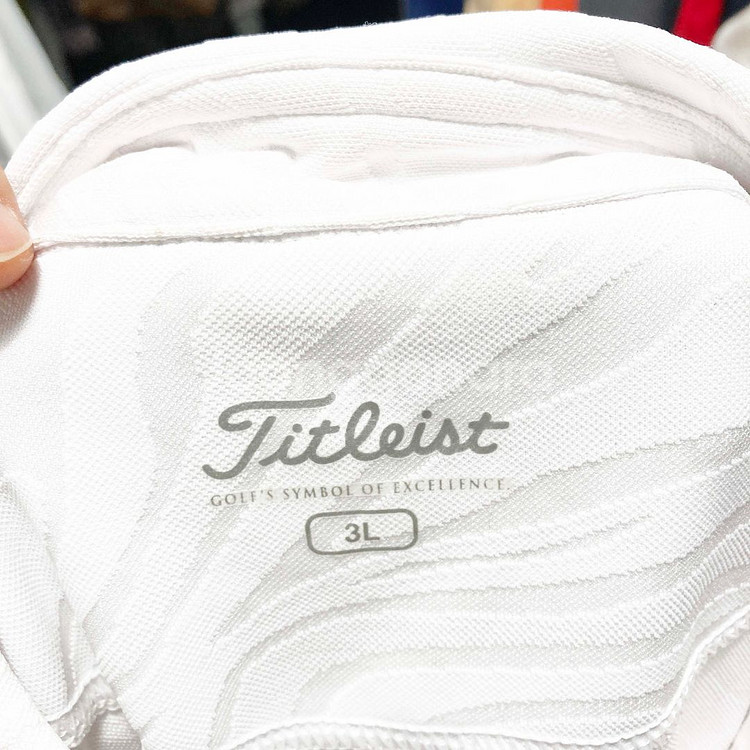 Titleist
GOLF'S SYMBOL OF EXCELLENCE.
3L